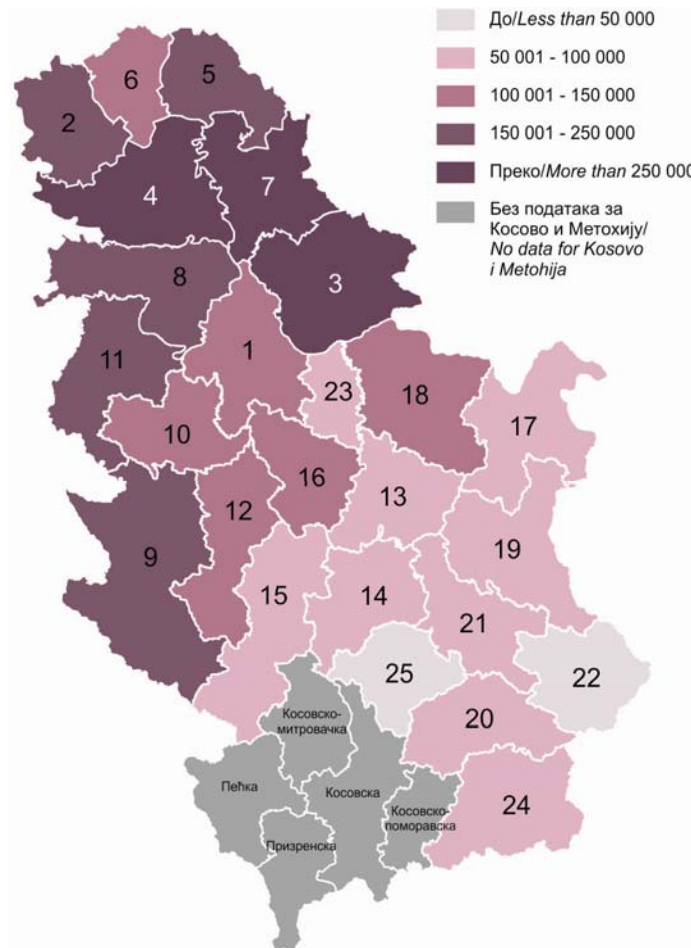 До/Less than 50 000
50 001 - 100 000
100 001 - 150 000
150 001 - 250 000
Преко/More than 250 000
Без података за
Косово и Метохију/
No data for Kosovo
i Metohija
6
5
2
4
7
8
3
11
1
23
18
17
10
16
12
13
9
19
15
14
21
25
22
20
Косовско-
митровачка
Пећка
Косовска
Косовско-
поморавска
24
Призренска